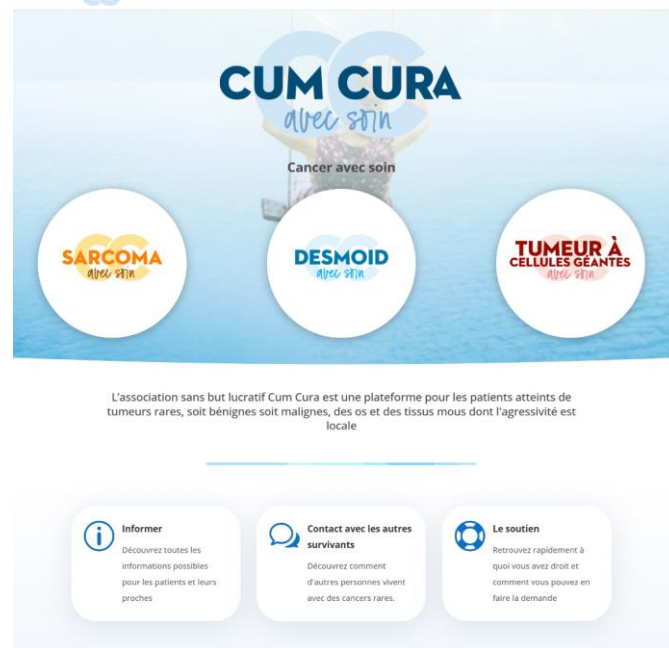 CUM CURA
avec soin
Cancer avec soin
SARCOMA
avec soin
DESMOID
avec soin
TUMEUR À
CELLULES GÉANTES
avec soin
L'association sans but lucratif Cum Cura est une plateforme pour les patients atteints de
tumeurs rares, soit bénignes soit malignes, des os et des tissus mous dont l'agressivité est
locale
Informer
Découvrez toutes les
informations possibles
pour les patients et leurs
proches
Contact avec les autres
survivants
Découvrez comment
d'autres personnes vivent
avec des cancers rares.
Le soutien
Retrouvez rapidement à
quoi vous avez droit et
comment vous pouvez en
faire la demande